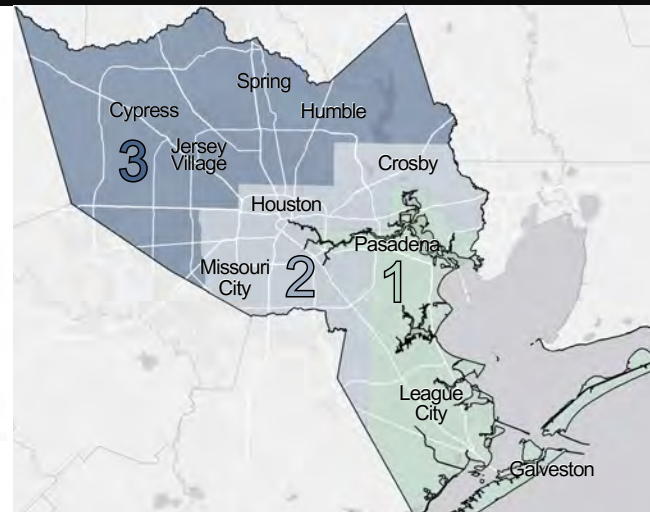 Spring
Cypress
Humble
3
Jersey
Village
Crosby
Houston
Pasadena
Missouri
City
2
1
League
City
Galveston